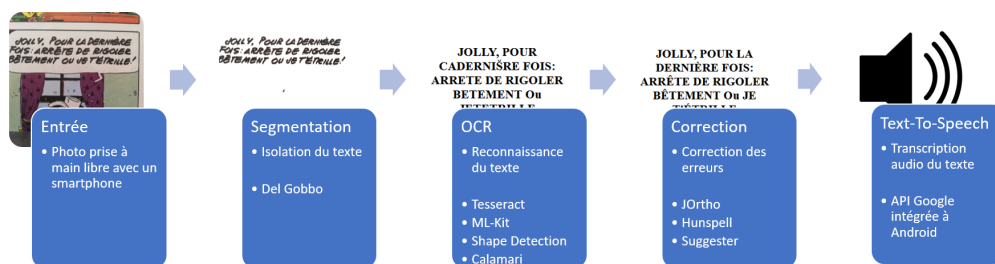 JOLLY, POUR LA DERNIÈRE
FOIS: ARRÊTE DE RIGOLER
BÊTEMENT OU JE T'ÉTRILLE!
Entrée
• Photo prise à
main libre avec un
smartphone
JOLLY, POUR LA DERNIÈRE
FOIS: ARRÊTE DE RIGOLER
BÊTEMENT OU JE T'ÉTRILLE!
Segmentation
• Isolation du texte
• Del Gobbo
JOLLY, POUR
CADERNIŠRE FOIS:
ARRETE DE RIGOLER
BETEMENT Ou
JETETRILLE
OCR
• Reconnaissance
du texte
• Tesseract
• ML-Kit
• Shape Detection
• Calamari
JOLLY, POUR LA
DERNIÈRE FOIS:
ARRÊTE DE RIGOLER
BÊTEMENT OU JE
T'ÉTRILLE
Correction
• Correction des
erreurs
• JOrtho
• Hunspell
• Suggester
Text-To-Speech
• Transcription
audio du texte
• API Google
intégrée à
Android